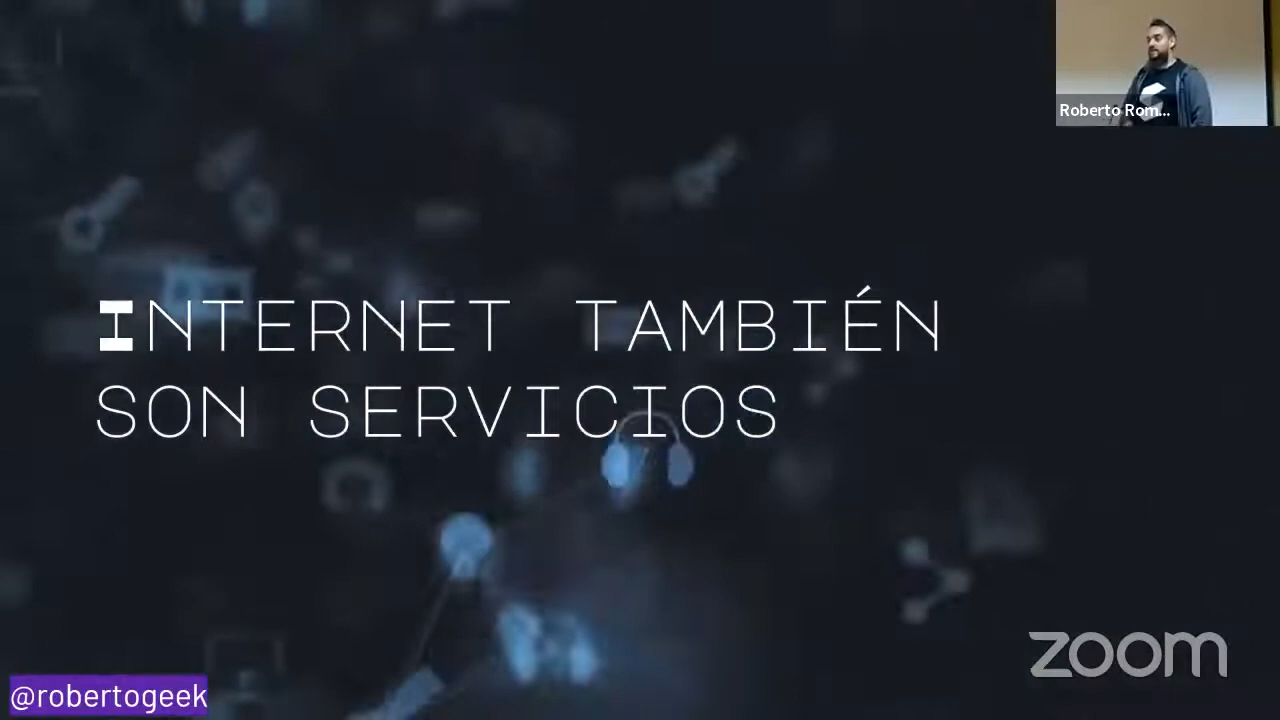 Roberto Rom...
INTERNET TAMBIÉN
SON SERVICIOS
zoom
@robertogeek